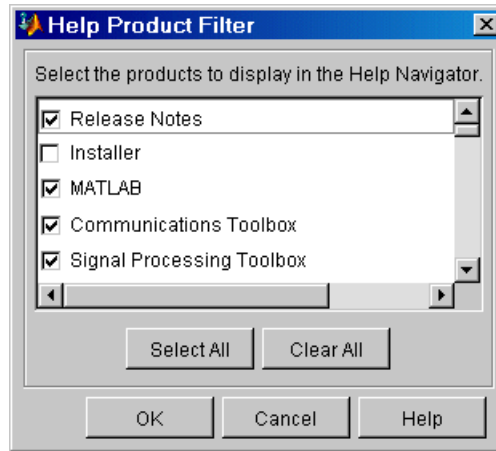 Help Product Filter
Select the products to display in the Help Navigator.
Release Notes
Installer
MATLAB
Communications Toolbox
Signal Processing Toolbox
Select All Clear All
OK Cancel Help